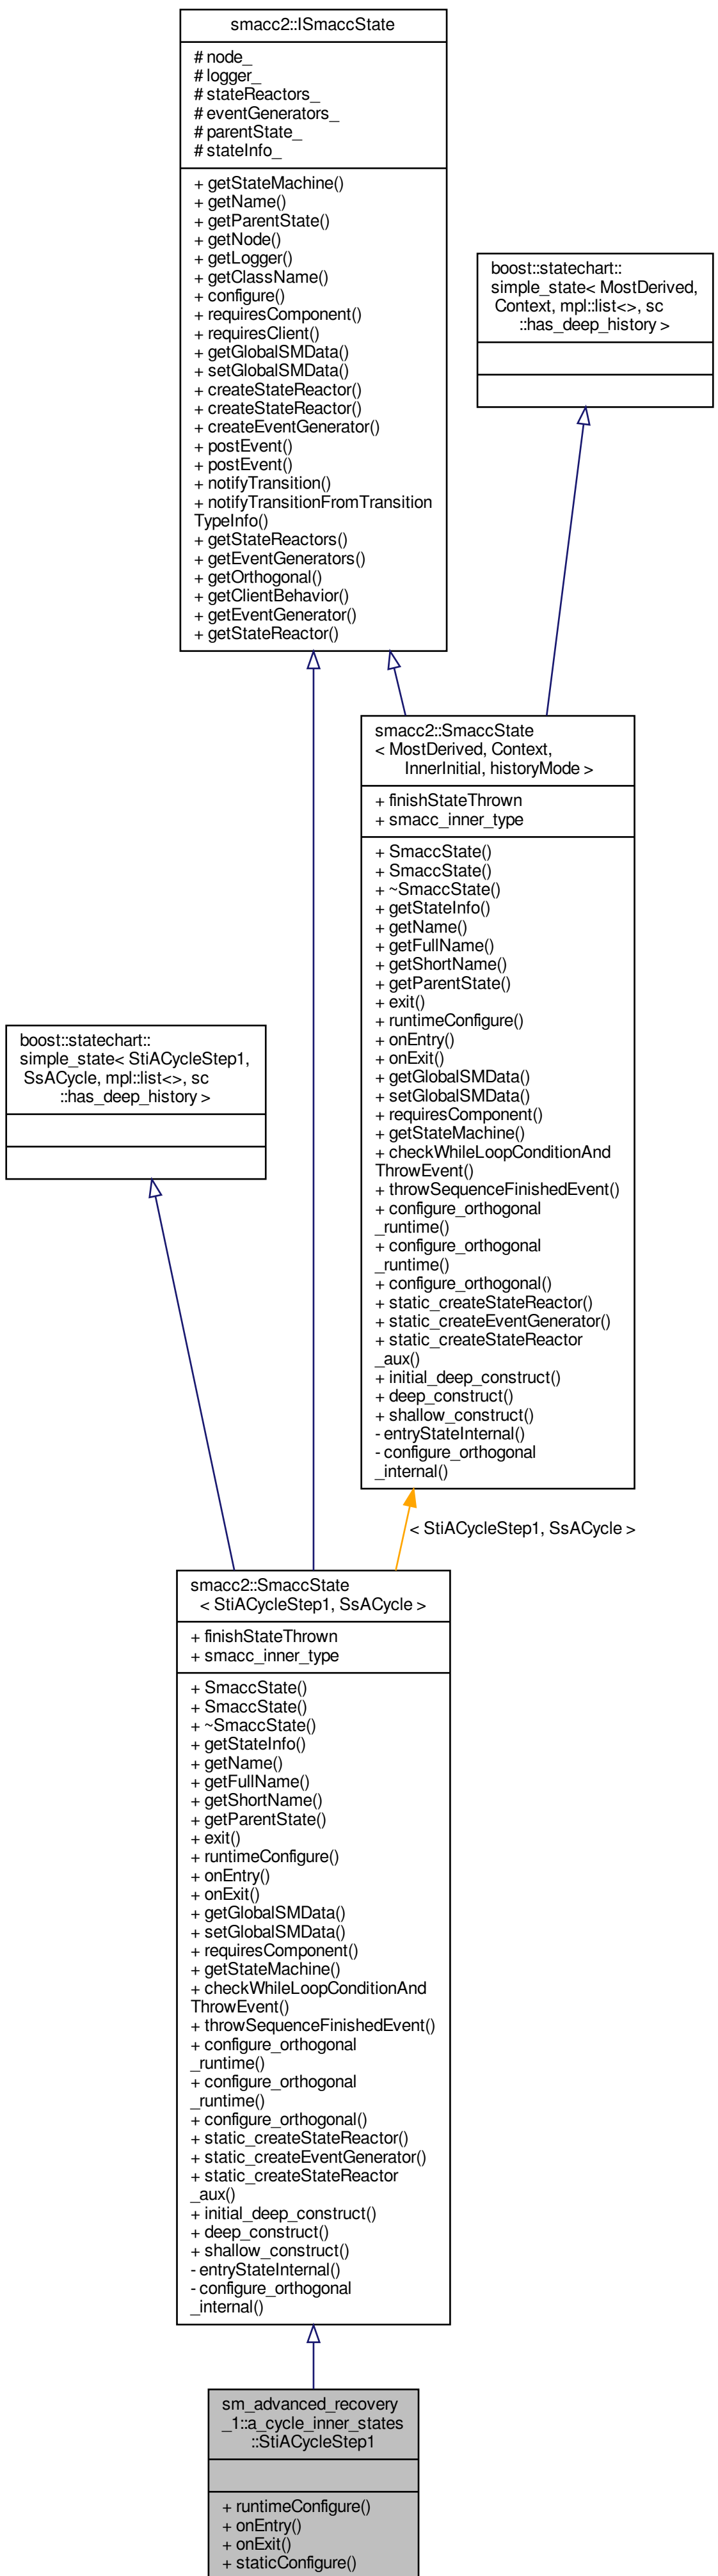 smacc2::ISmaccState
# node_
# logger_
# stateReactors_
# eventGenerators_
# parentState_
# stateInfo_
+ getStateMachine()
+ getName()
+ getParentState()
+ getNode()
+ getLogger()
+ getClassName()
+ configure()
+ requiresComponent()
+ requiresClient()
+ getGlobalSMData()
+ setGlobalSMData()
+ createStateReactor()
+ createStateReactor()
+ createEventGenerator()
+ postEvent()
+ postEvent()
+ notifyTransition()
+ notifyTransitionFromTransition
TypeInfo()
+ getStateReactors()
+ getEventGenerators()
+ getOrthogonal()
+ getClientBehavior()
+ getEventGenerator()
+ getStateReactor()
boost::statechart::
simple_state< MostDerived,
Context, mpl::list<>, sc
::has_deep_history >
smacc2::SmaccState
< MostDerived, Context,
InnerInitial, historyMode >
+ finishStateThrown
+ smacc_inner_type
+ SmaccState()
+ SmaccState()
+ ~SmaccState()
+ getStateInfo()
+ getName()
+ getFullName()
+ getShortName()
+ getParentState()
+ exit()
+ runtimeConfigure()
+ onEntry()
+ onExit()
+ getGlobalSMData()
+ setGlobalSMData()
+ requiresComponent()
+ getStateMachine()
+ checkWhileLoopConditionAnd
ThrowEvent()
+ throwSequenceFinishedEvent()
+ configure_orthogonal
_runtime()
+ configure_orthogonal
_runtime()
+ configure_orthogonal()
+ static_createStateReactor()
+ static_createEventGenerator()
+ static_createStateReactor
_aux()
+ initial_deep_construct()
+ deep_construct()
+ shallow_construct()
- entryStateInternal()
- configure_orthogonal
_internal()
boost::statechart::
simple_state< StiACycleStep1,
SsACycle, mpl::list<>, sc
::has_deep_history >
< StiACycleStep1, SsACycle >
smacc2::SmaccState
< StiACycleStep1, SsACycle >
+ finishStateThrown
+ smacc_inner_type
+ SmaccState()
+ SmaccState()
+ ~SmaccState()
+ getStateInfo()
+ getName()
+ getFullName()
+ getShortName()
+ getParentState()
+ exit()
+ runtimeConfigure()
+ onEntry()
+ onExit()
+ getGlobalSMData()
+ setGlobalSMData()
+ requiresComponent()
+ getStateMachine()
+ checkWhileLoopConditionAnd
ThrowEvent()
+ throwSequenceFinishedEvent()
+ configure_orthogonal
_runtime()
+ configure_orthogonal
_runtime()
+ configure_orthogonal()
+ static_createStateReactor()
+ static_createEventGenerator()
+ static_createStateReactor
_aux()
+ initial_deep_construct()
+ deep_construct()
+ shallow_construct()
- entryStateInternal()
- configure_orthogonal
_internal()
sm_advanced_recovery
_1::a_cycle_inner_states
::StiACycleStep1
+ runtimeConfigure()
+ onEntry()
+ onExit()
+ staticConfigure()